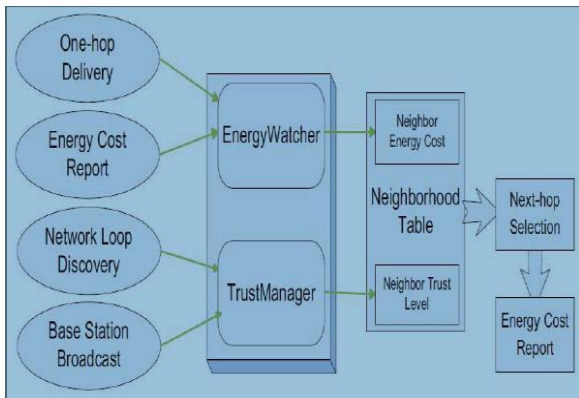 One-hop
Delivery
Energy Cost
Report
Network Loop
Discovery
Base Station
Broadcast
EnergyWatcher
TrustManager
Neighbor
Energy Cost
Neighborhood
Table
Neighbor Trust
Level
Next-hop
Selection
Energy Cost
Report